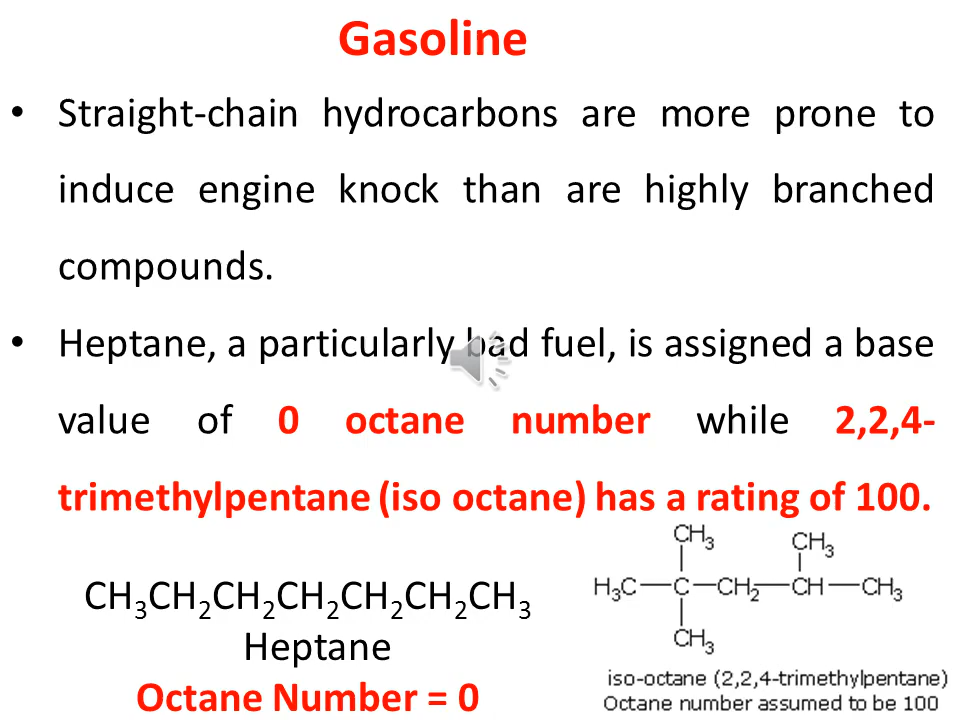 Gasoline
• Straight-chain hydrocarbons are more prone to
induce engine knock than are highly branched
compounds.
• Heptane, a particularly bad fuel, is assigned a base
value of 0 octane number while 2,2,4-
trimethylpentane (iso octane) has a rating of 100.
CH₃CH₂CH₂CH₂CH₂CH₂CH₃
Heptane
Octane Number = 0
CH₃ CH₃
H₃C—C—CH₂—CH—CH₃
CH₃
iso-octane (2,2,4-trimethylpentane)
Octane number assumed to be 100